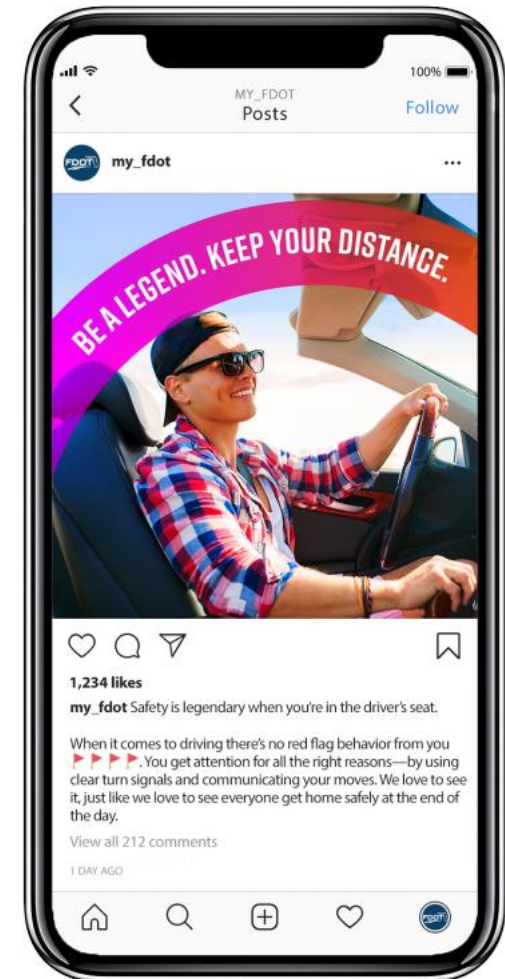 100%
MY_FDOT
Posts
Follow
FDOT
my_fdot
BE A LEGEND. KEEP YOUR DISTANCE.
1,234 likes
my_fdot Safety is legendary when you're in the driver's seat.
When it comes to driving there's no red flag behavior from you
🚩🚩🚩🚩. You get attention for all the right reasons—by using
clear turn signals and communicating your moves. We love to see
it, just like we love to see everyone get home safely at the end of
the day.
View all 212 comments
1 DAY AGO
FDOT